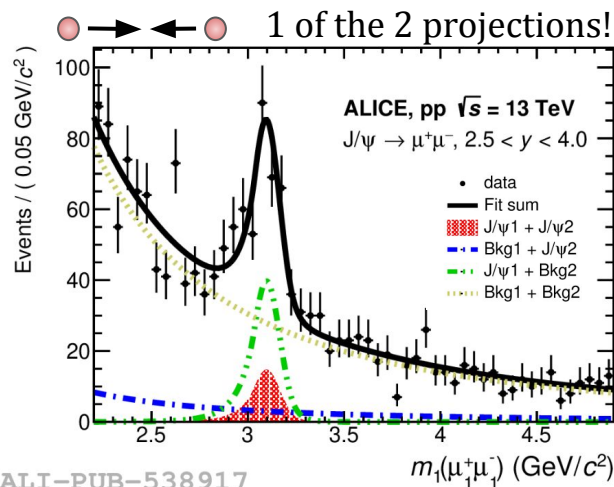 1 of the 2 projections!
Events / ( 0.05 GeV/c² )
100
80
60
40
20
0
ALICE, pp √s = 13 TeV
J/ψ → μ⁺μ⁻, 2.5 < y < 4.0
data
Fit sum
J/ψ1 + J/ψ2
Bkg1 + J/ψ2
J/ψ1 + Bkg2
Bkg1 + Bkg2
2.5 3 3.5 4 4.5
m₁(μ₁⁺μ₁⁻) (GeV/c²)
ALI-PUB-538917